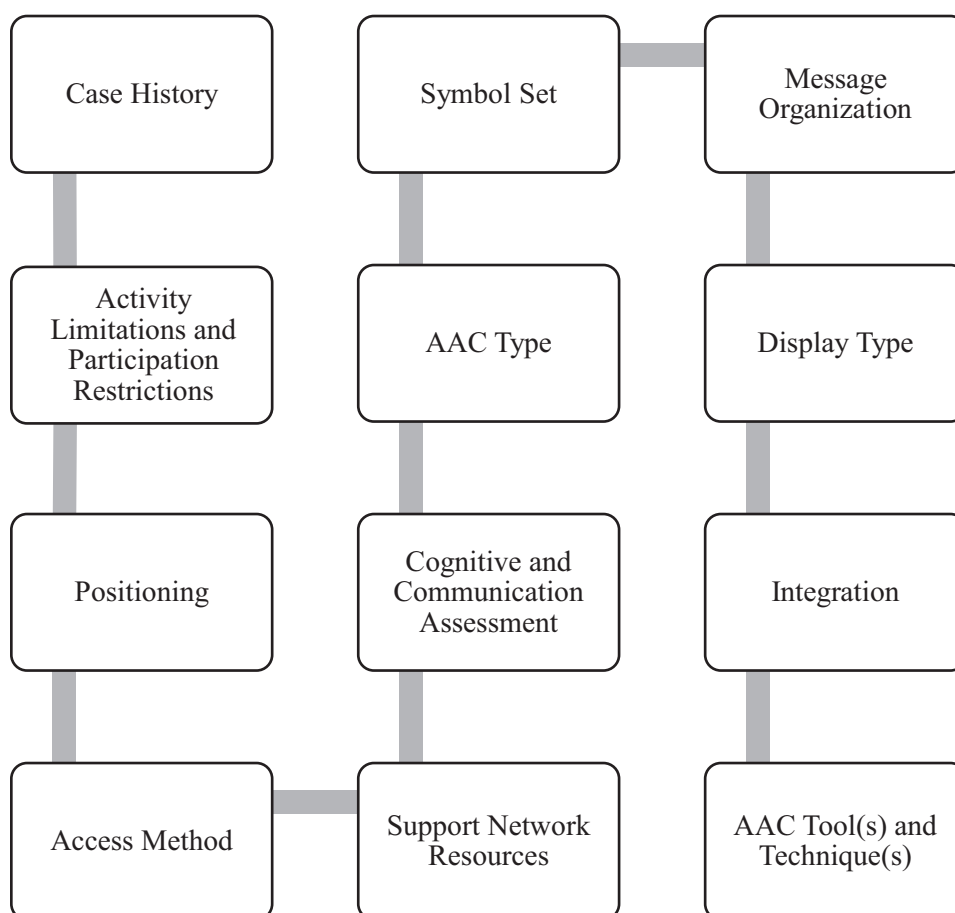 Case History
Activity
Limitations and
Participation
Restrictions
Positioning
Access Method
Support Network
Resources
Cognitive and
Communication
Assessment
AAC Type
Symbol Set
Message
Organization
Display Type
Integration
AAC Tool(s) and
Technique(s)